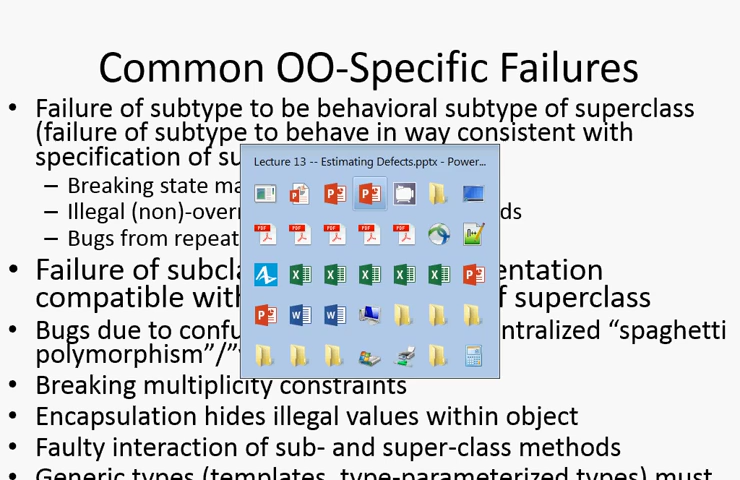 Common OO-Specific Failures
• Failure of subtype to be behavioral subtype of superclass
(failure of subtype to behave in way consistent with
specification of su
– Breaking state ma
– Illegal (non)-overr ds
– Bugs from repeat
• Failure of subcla entation
compatible with f superclass
• Bugs due to confu ntralized “spaghetti
polymorphism”/“
• Breaking multiplicity constraints
• Encapsulation hides illegal values within object
• Faulty interaction of sub- and super-class methods
• Generic types (templates, type-parameterized types) must
Lecture 13 -- Estimating Defects.pptx - Power...